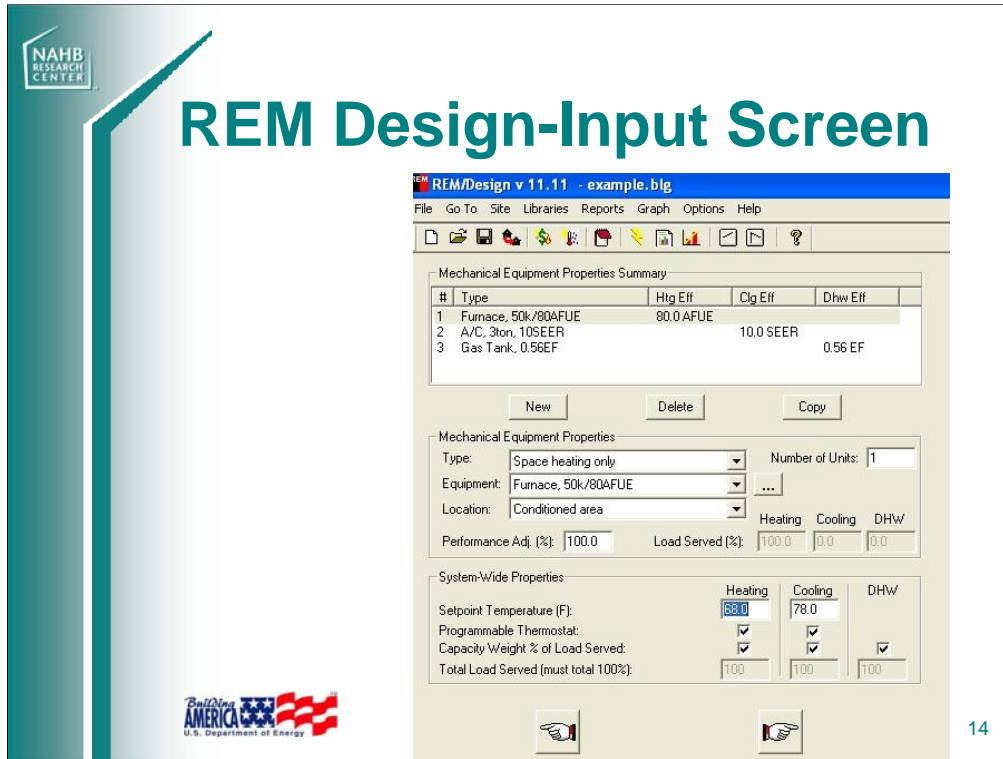 NAHB
RESEARCH
CENTER
REM Design-Input Screen
REM
REM/Design v 11.11 - example.blg
File Go To Site Libraries Reports Graph Options Help
Mechanical Equipment Properties Summary
# Type Htg Eff Clg Eff Dhw Eff
1 Furnace, 50k/80AFUE 80.0 AFUE
2 A/C, 3ton, 10SEER 10.0 SEER
3 Gas Tank, 0.56EF 0.56 EF
New Delete Copy
Mechanical Equipment Properties
Type: Space heating only Number of Units: 1
Equipment: Furnace, 50k/80AFUE ...
Location: Conditioned area
Heating Cooling DHW
Performance Adj. (%): 100.0 Load Served (%): 100.0 0.0 0.0
System-Wide Properties
Heating Cooling DHW
Setpoint Temperature (F): 68.0 78.0
Programmable Thermostat:
Capacity Weight % of Load Served:
Total Load Served (must total 100%): 100 100 100
Building
AMERICA
U.S. Department of Energy
14